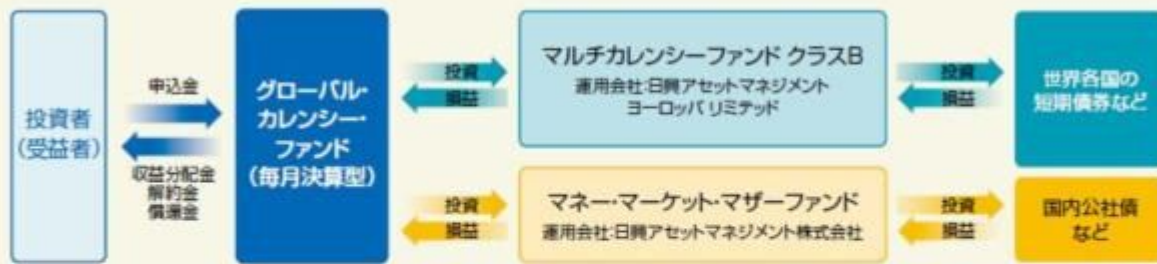 投資者
(受益者)
申込金
収益分配金
解約金
償還金
グローバル・
カレンシー・
ファンド
(毎月決算型)
投資
損益
マルチカレンシーファンド クラスB
運用会社:日興アセットマネジメント
ヨーロッパ リミテッド
投資
損益
世界各国の
短期債券など
投資
損益
マネー・マーケット・マザーファンド
運用会社:日興アセットマネジメント株式会社
投資
損益
国内公社債
など